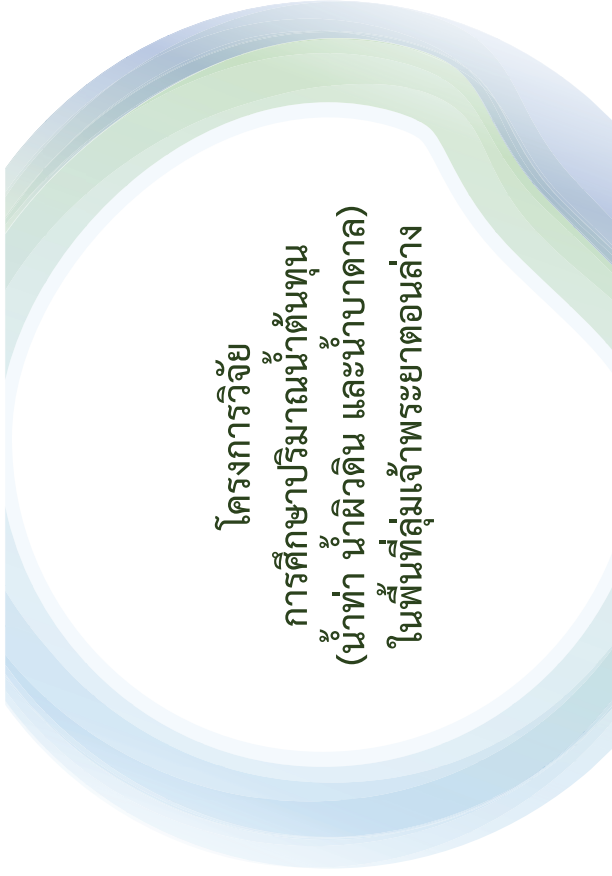 โครงการวิจัย
การศึกษาปริมาณน้ำต้นทุน
(น้ำท่า น้ำผิวดิน และน้ำบาดาล)
ในพื้นที่ลุ่มเจ้าพระยาตอนล่าง